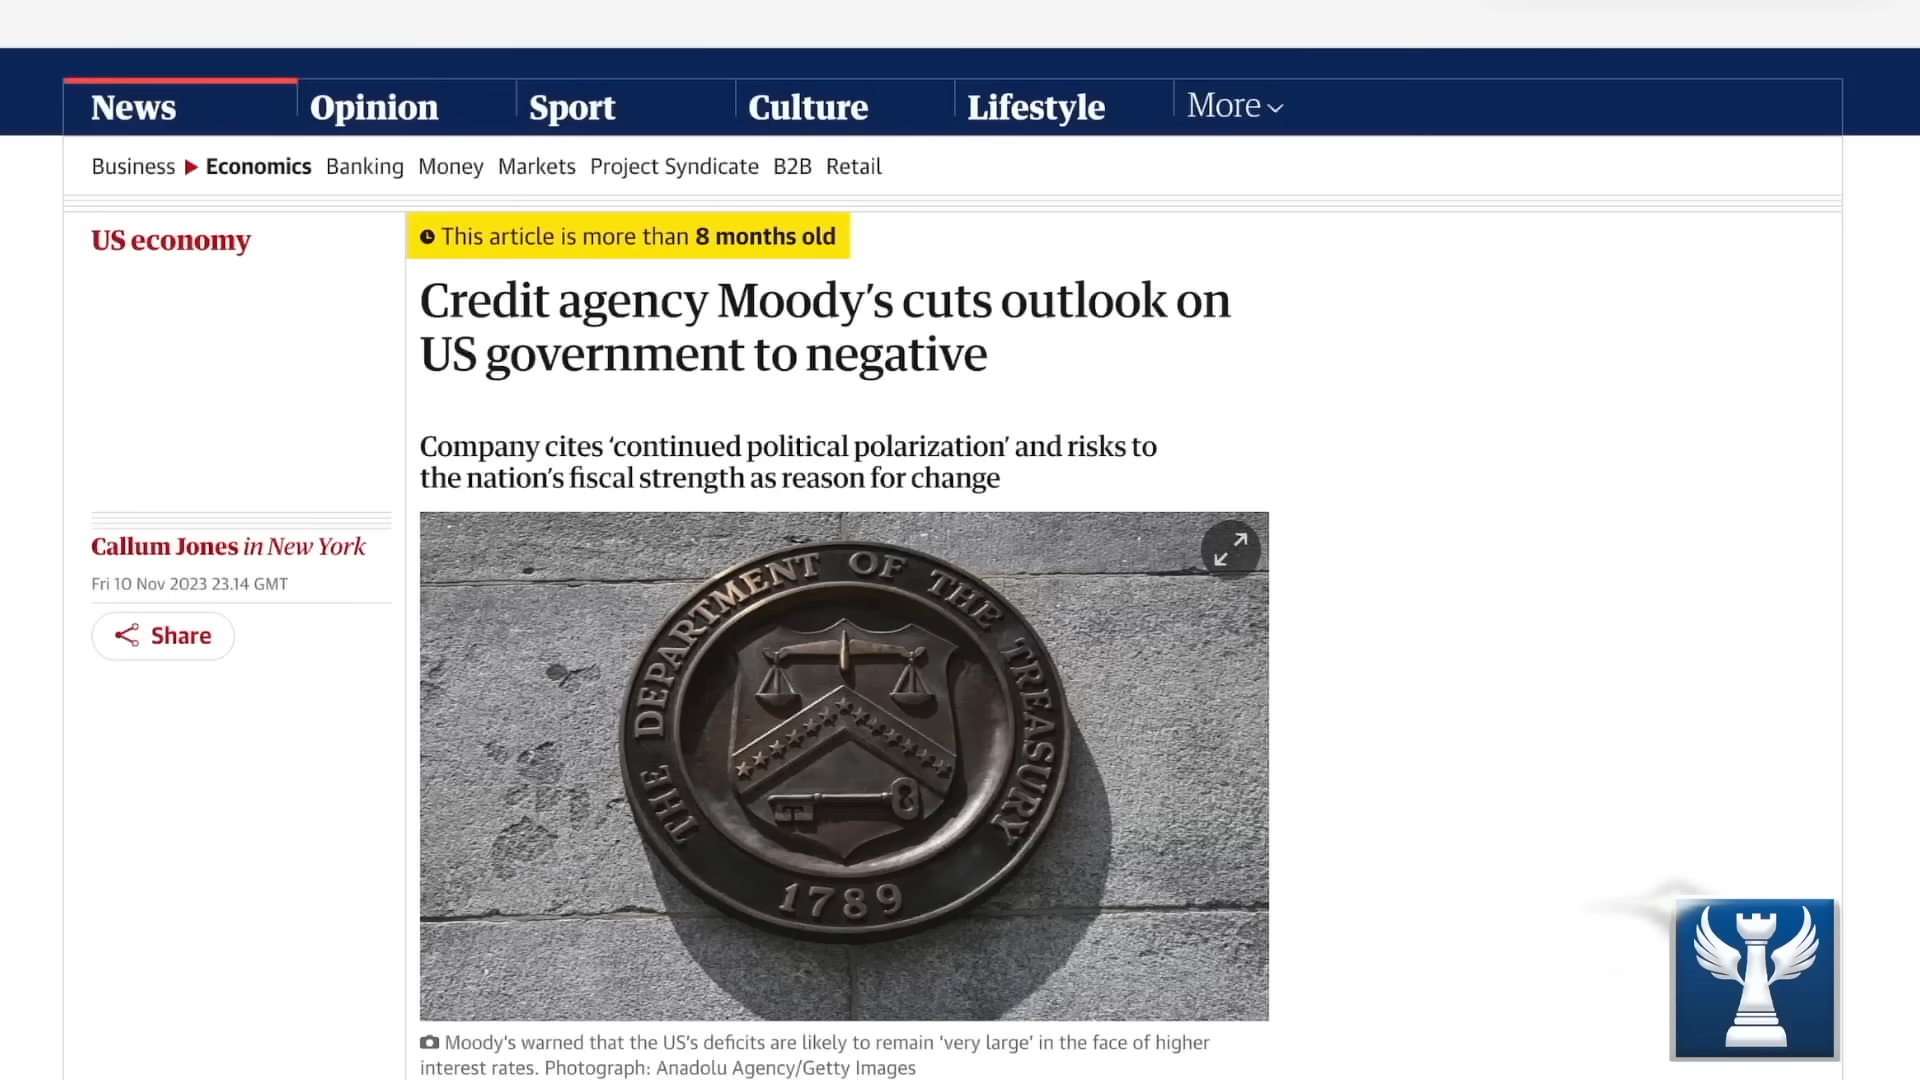 News Opinion Sport Culture Lifestyle More
Business Economics Banking Money Markets Project Syndicate B2B Retail
US economy
This article is more than 8 months old
Credit agency Moody's cuts outlook on
US government to negative
Company cites 'continued political polarization' and risks to
the nation's fiscal strength as reason for change
Callum Jones in New York
Fri 10 Nov 2023 23.14 GMT
Share
THE DEPARTMENT OF THE TREASURY
1789
Moody's warned that the US's deficits are likely to remain 'very large' in the face of higher
interest rates. Photograph: Anadolu Agency/Getty Images